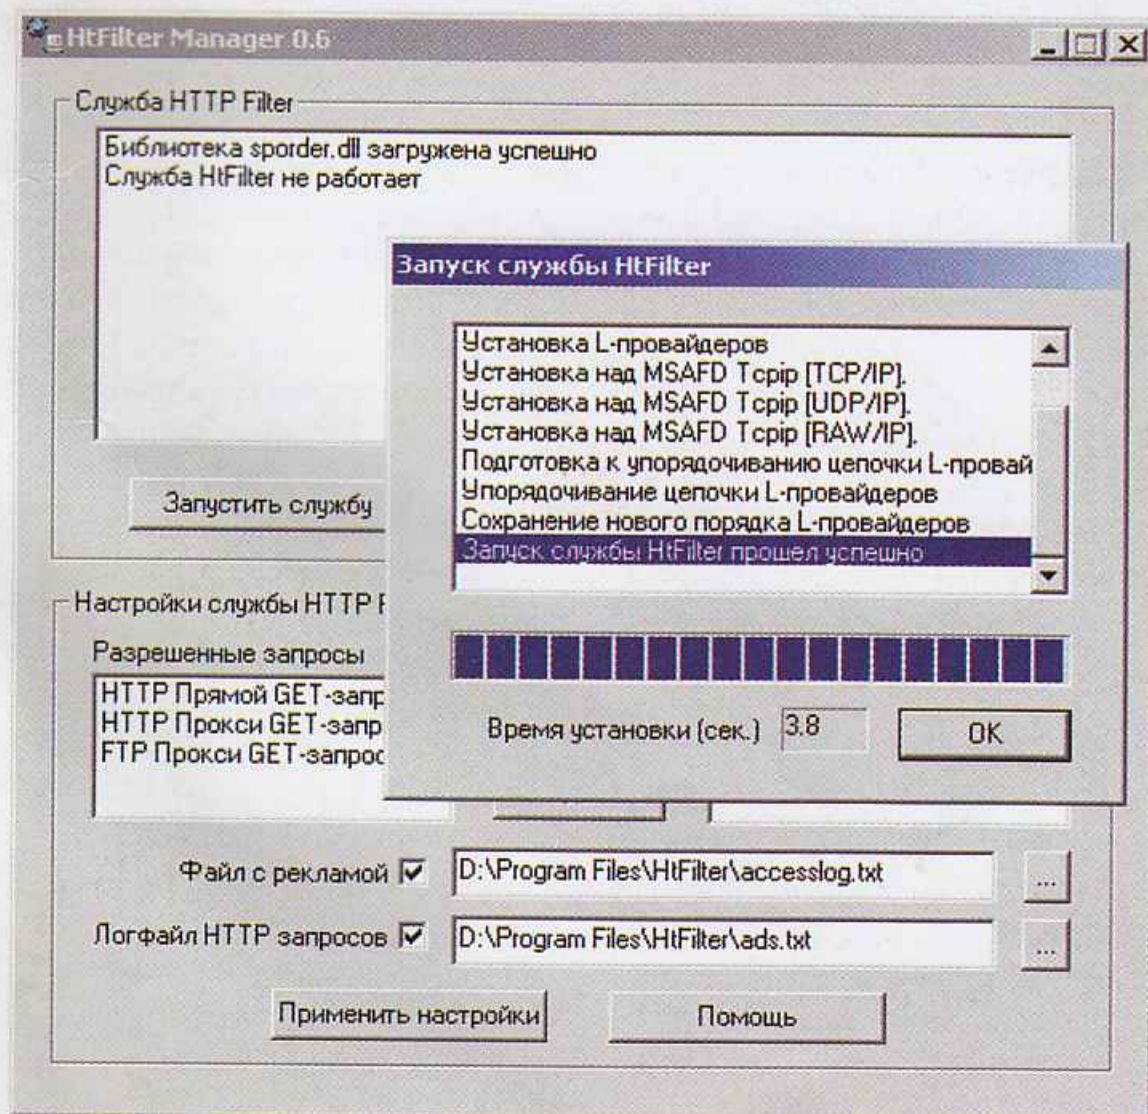 HtFilter Manager 0.6
Служба HTTP Filter
Библиотека sporder.dll загружена успешно
Служба HtFilter не работает
Запустить службу
Запуск службы HtFilter
Установка L-провайдеров
Установка над MSAFD Tcpip [TCP/IP].
Установка над MSAFD Tcpip [UDP/IP].
Установка над MSAFD Tcpip [RAW/IP].
Подготовка к упорядочиванию цепочки L-провай
Упорядочивание цепочки L-провайдеров
Сохранение нового порядка L-провайдеров
Запуск службы HtFilter прошел успешно
Время установки (сек.) 3.8
OK
Настройки службы HTTP F
Разрешенные запросы
HTTP Прямой GET-запр
HTTP Прокси GET-запр
FTP Прокси GET-запрос
Файл с рекламой D:\Program Files\HtFilter\accesslog.txt ...
Логфайл HTTP запросов D:\Program Files\HtFilter\ads.txt ...
Применить настройки Помощь